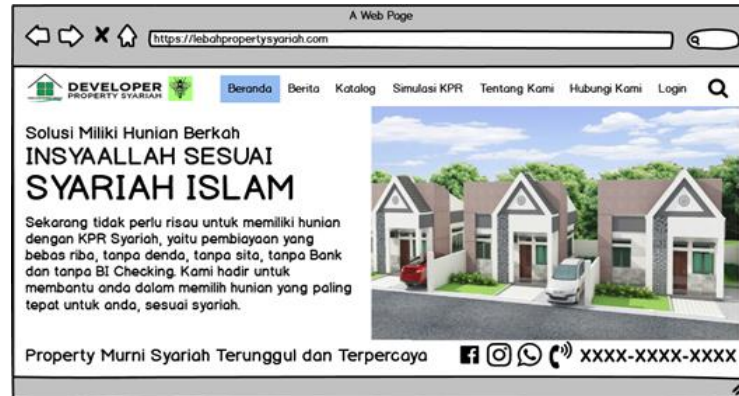 A Web Page
https://lebahpropertysyariah.com
DEVELOPER
PROPERTY SYARIAH
Beranda Berita Katalog Simulasi KPR Tentang Kami Hubungi Kami Login
Solusi Miliki Hunian Berkah
INSYAALLAH SESUAI
SYARIAH ISLAM
Sekarang tidak perlu risau untuk memiliki hunian
dengan KPR Syariah, yaitu pembiayaan yang
bebas riba, tanpa denda, tanpa sita, tanpa Bank
dan tanpa BI Checking. Kami hadir untuk
membantu anda dalam memilih hunian yang paling
tepat untuk anda, sesuai syariah.
Property Murni Syariah Terunggul dan Terpercaya XXXX-XXXX-XXXX